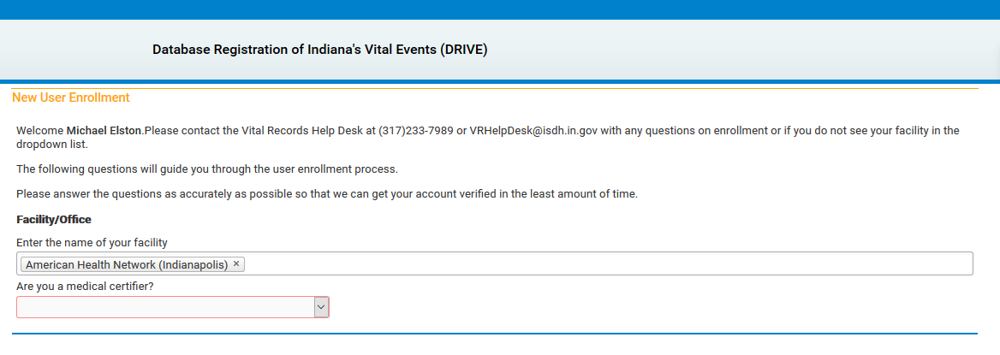 Database Registration of Indiana's Vital Events (DRIVE)
New User Enrollment
Welcome Michael Elston.Please contact the Vital Records Help Desk at (317)233-7989 or VRHelpDesk@isdh.in.gov with any questions on enrollment or if you do not see your facility in the
dropdown list.
The following questions will guide you through the user enrollment process.
Please answer the questions as accurately as possible so that we can get your account verified in the least amount of time.
Facility/Office
Enter the name of your facility
American Health Network (Indianapolis) ×
Are you a medical certifier?